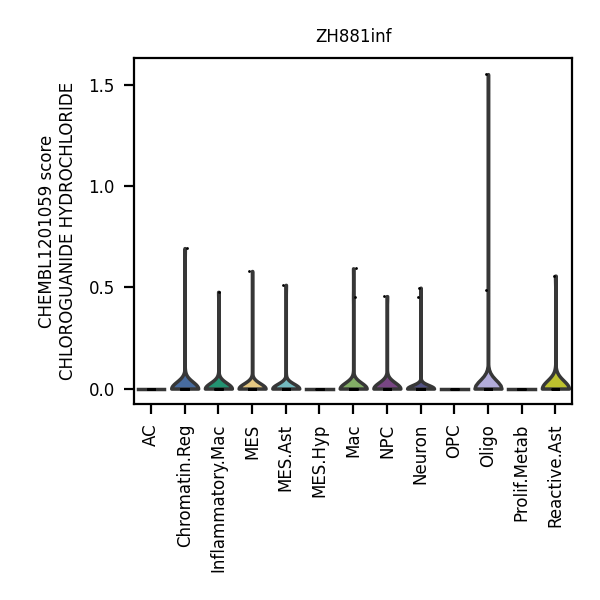 ZH881inf
CHEMBL1201059 score
CHLOROGUANIDE HYDROCHLORIDE
1.5
1.0
0.5
0.0
AC
Chromatin.Reg
Inflammatory.Mac
MES
MES.Ast
MES.Hyp
Mac
NPC
Neuron
OPC
Oligo
Prolif.Metab
Reactive.Ast